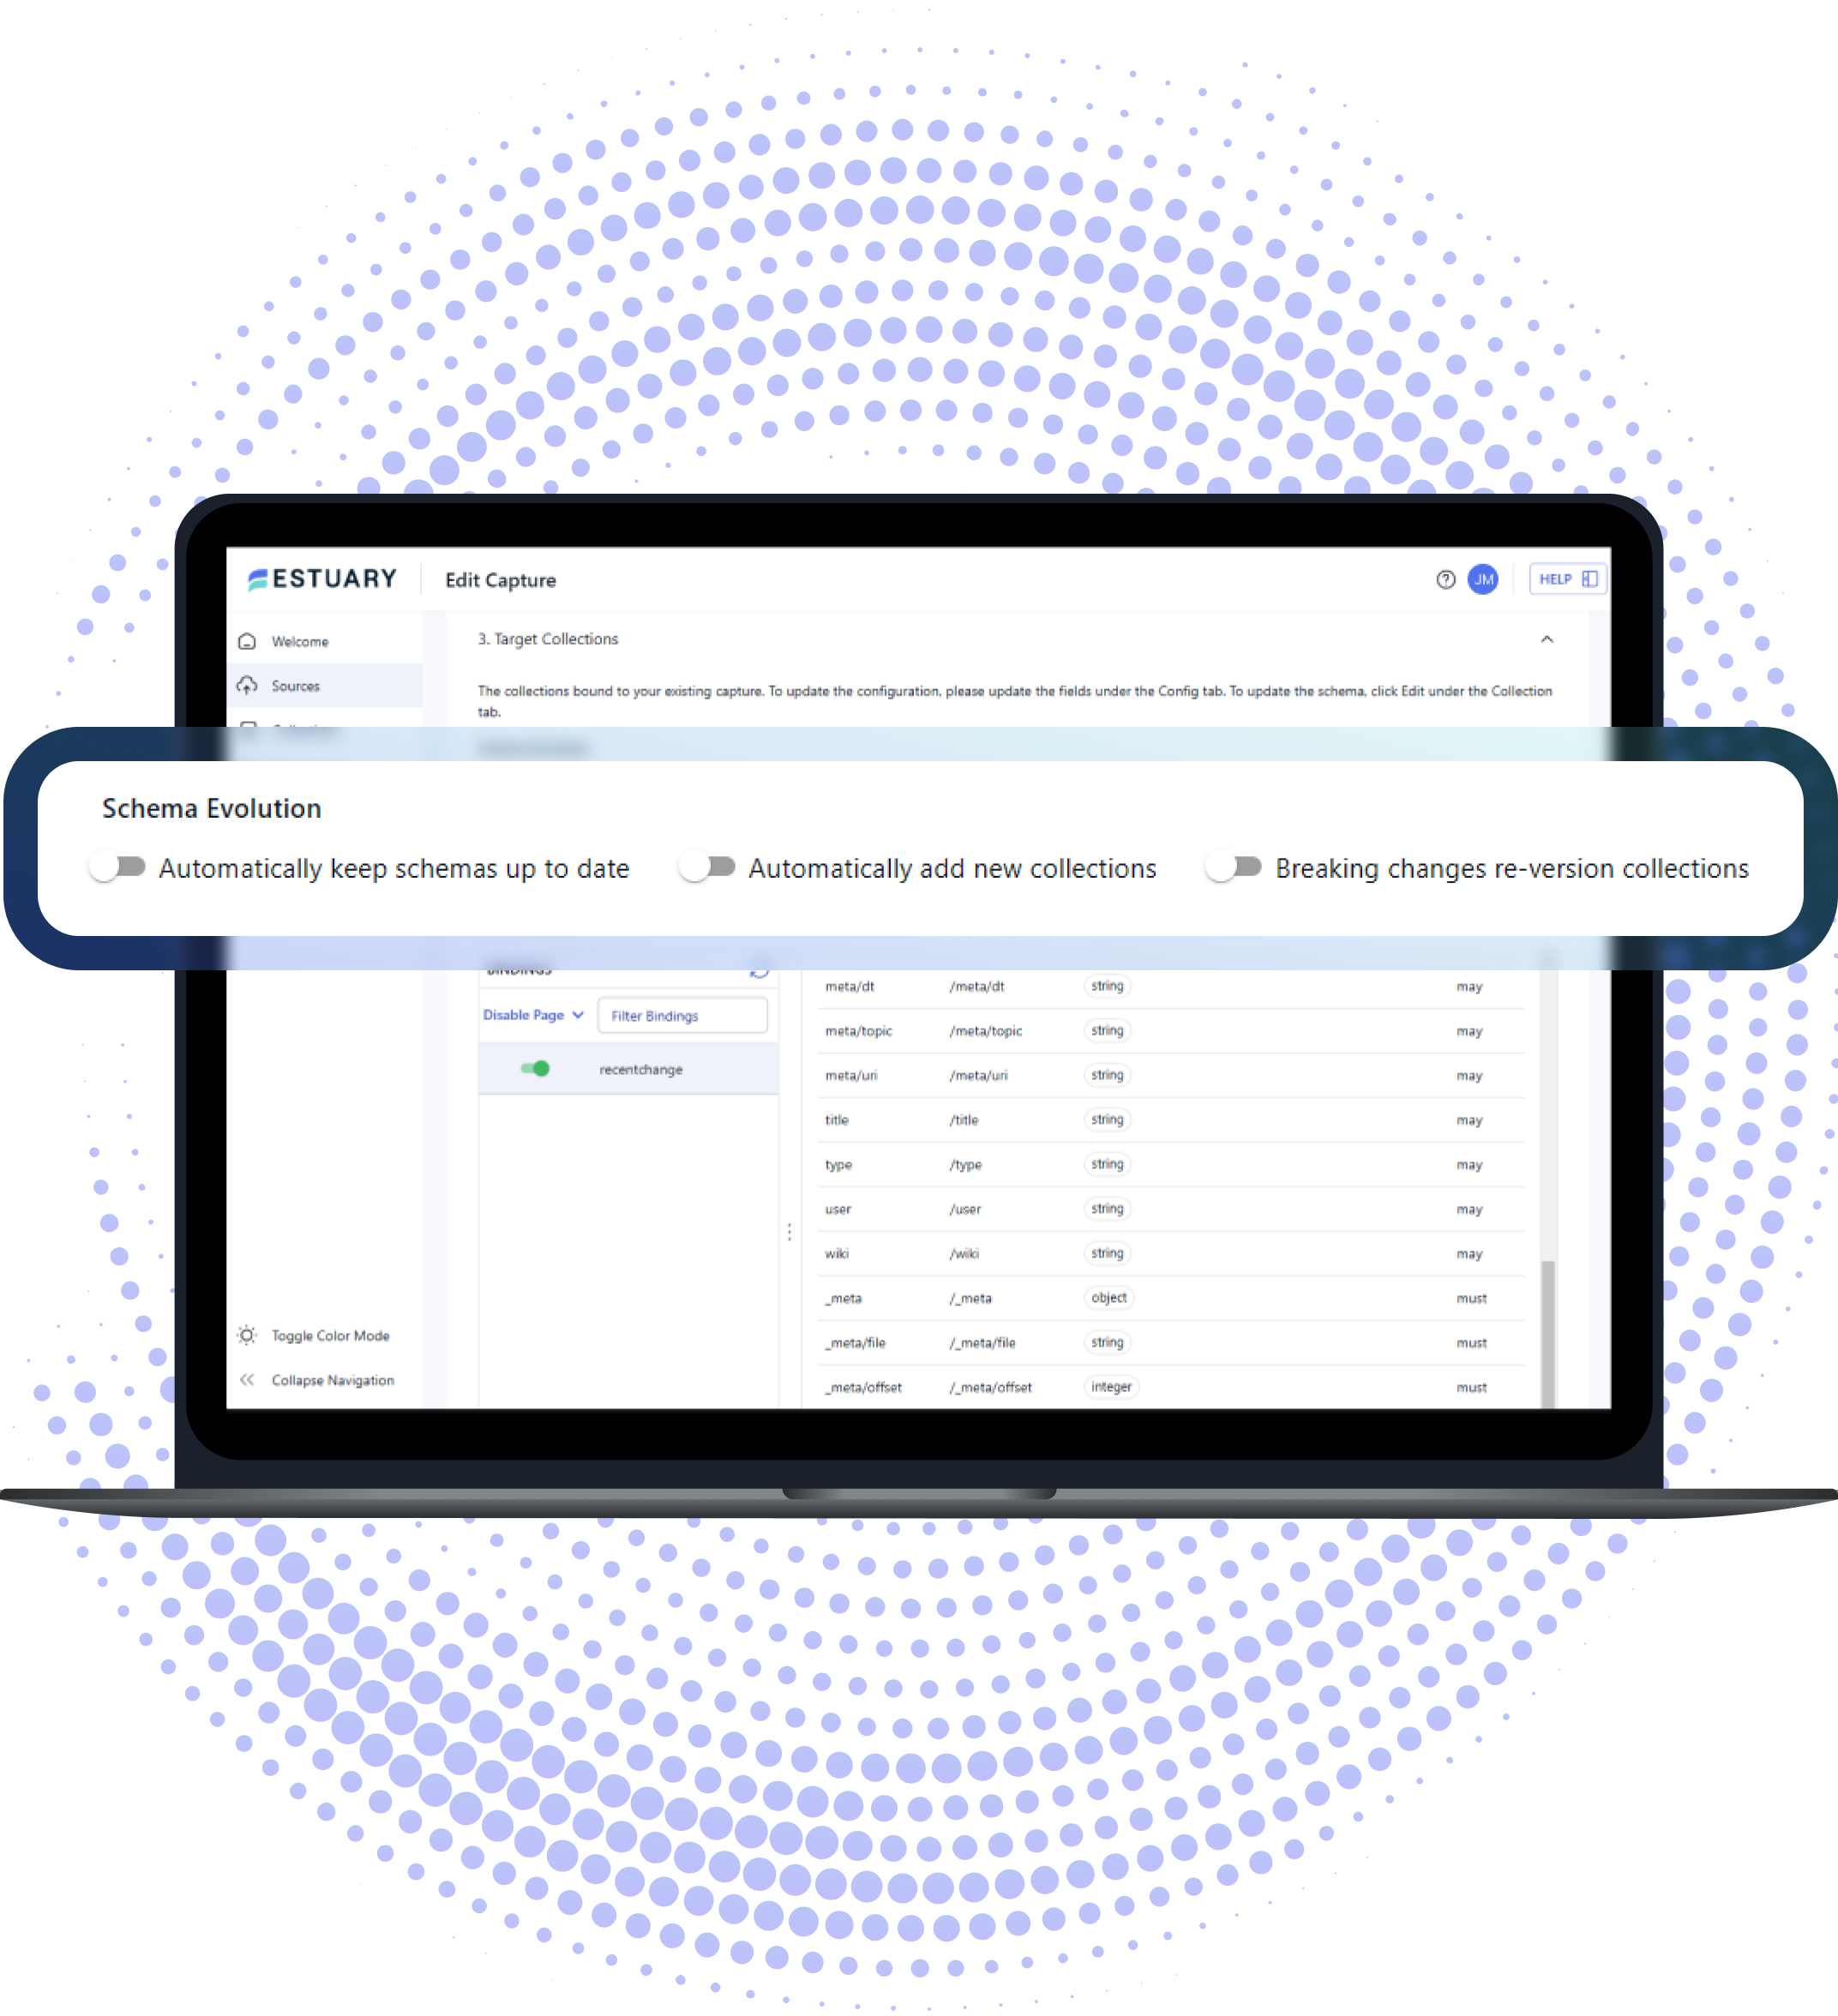 ESTUARY
Edit Capture
JM
HELP
Welcome
Sources
3. Target Collections
The collections bound to your existing capture. To update the configuration, please update the fields under the Config tab. To update the schema, click Edit under the Collection
tab.
Schema Evolution
Automatically keep schemas up to date
Automatically add new collections
Breaking changes re-version collections
BINDINGS
Disable Page
Filter Bindings
recentchange
meta/dt /meta/dt string may
meta/topic /meta/topic string may
meta/uri /meta/uri string may
title /title string may
type /type string may
user /user string may
wiki /wiki string may
_meta /_meta object must
_meta/file /_meta/file string must
_meta/offset /_meta/offset integer must
Toggle Color Mode
Collapse Navigation